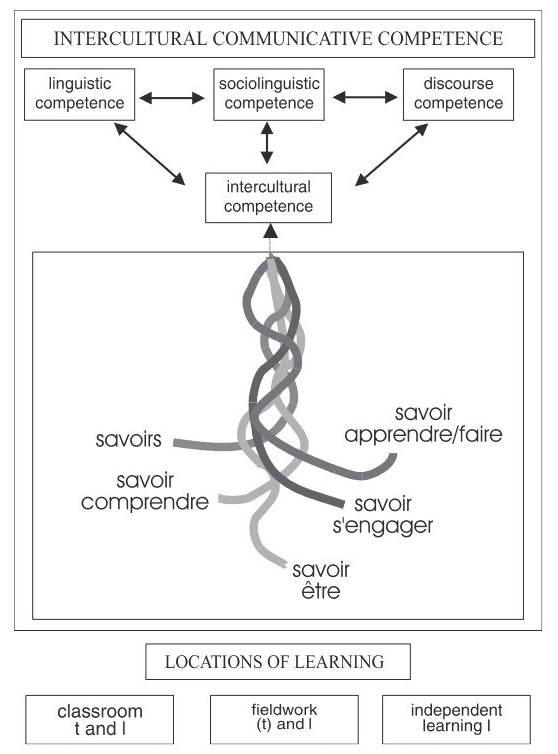 INTERCULTURAL COMMUNICATIVE COMPETENCE
linguistic
competence
sociolinguistic
competence
discourse
competence
intercultural
competence
savoir
apprendre/faire
savoirs
savoir
comprendre
savoir
s'engager
savoir
être
LOCATIONS OF LEARNING
classroom
t and l
fieldwork
(t) and l
independent
learning l